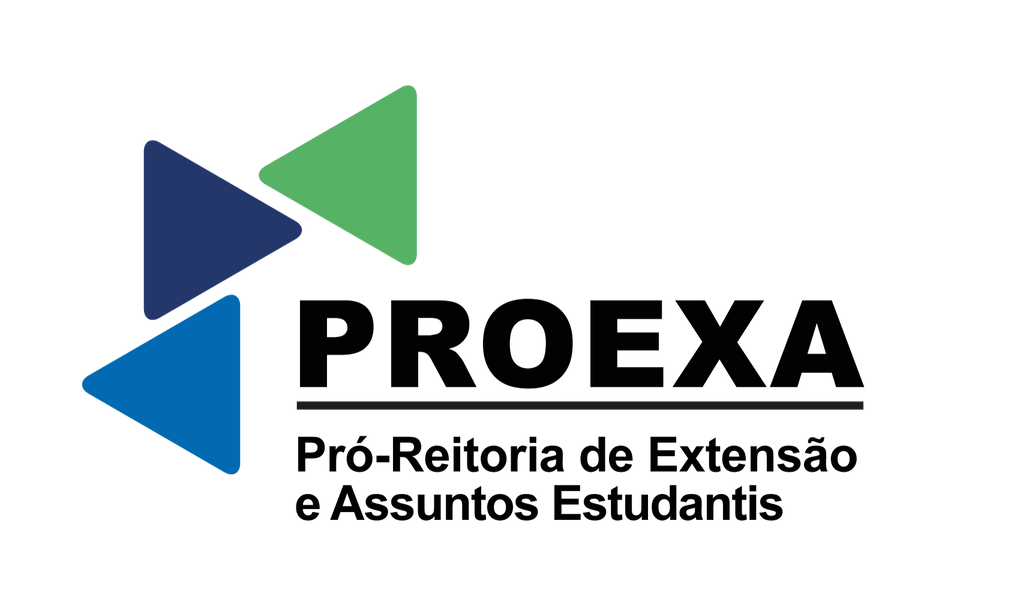 PROEXA
Pró-Reitoria de Extensão
e Assuntos Estudantis